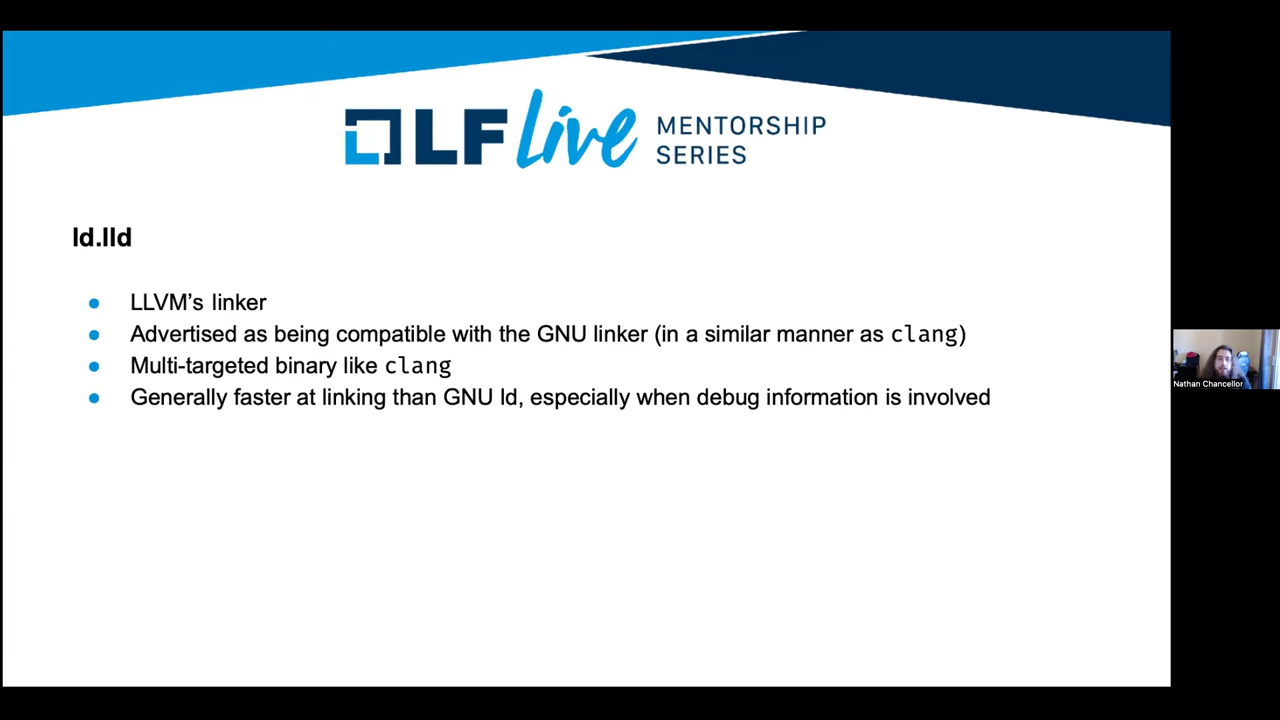 LF Live MENTORSHIP
SERIES
ld.lld
● LLVM's linker
● Advertised as being compatible with the GNU linker (in a similar manner as clang)
● Multi-targeted binary like clang
● Generally faster at linking than GNU ld, especially when debug information is involved
Nathan Chancellor